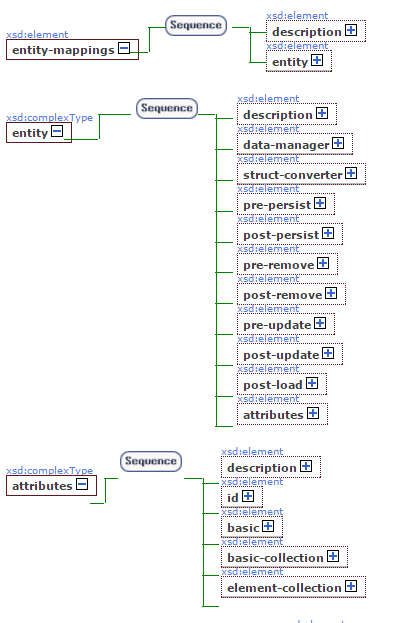 Sequence
xsd:element
description
xsd:element
entity-mappings
xsd:element
entity
Sequence
xsd:element
description
xsd:complexType
entity
xsd:element
data-manager
xsd:element
struct-converter
xsd:element
pre-persist
xsd:element
post-persist
xsd:element
pre-remove
xsd:element
post-remove
xsd:element
pre-update
xsd:element
post-update
xsd:element
post-load
xsd:element
attributes
Sequence
xsd:element
description
xsd:complexType
attributes
xsd:element
id
xsd:element
basic
xsd:element
basic-collection
xsd:element
element-collection